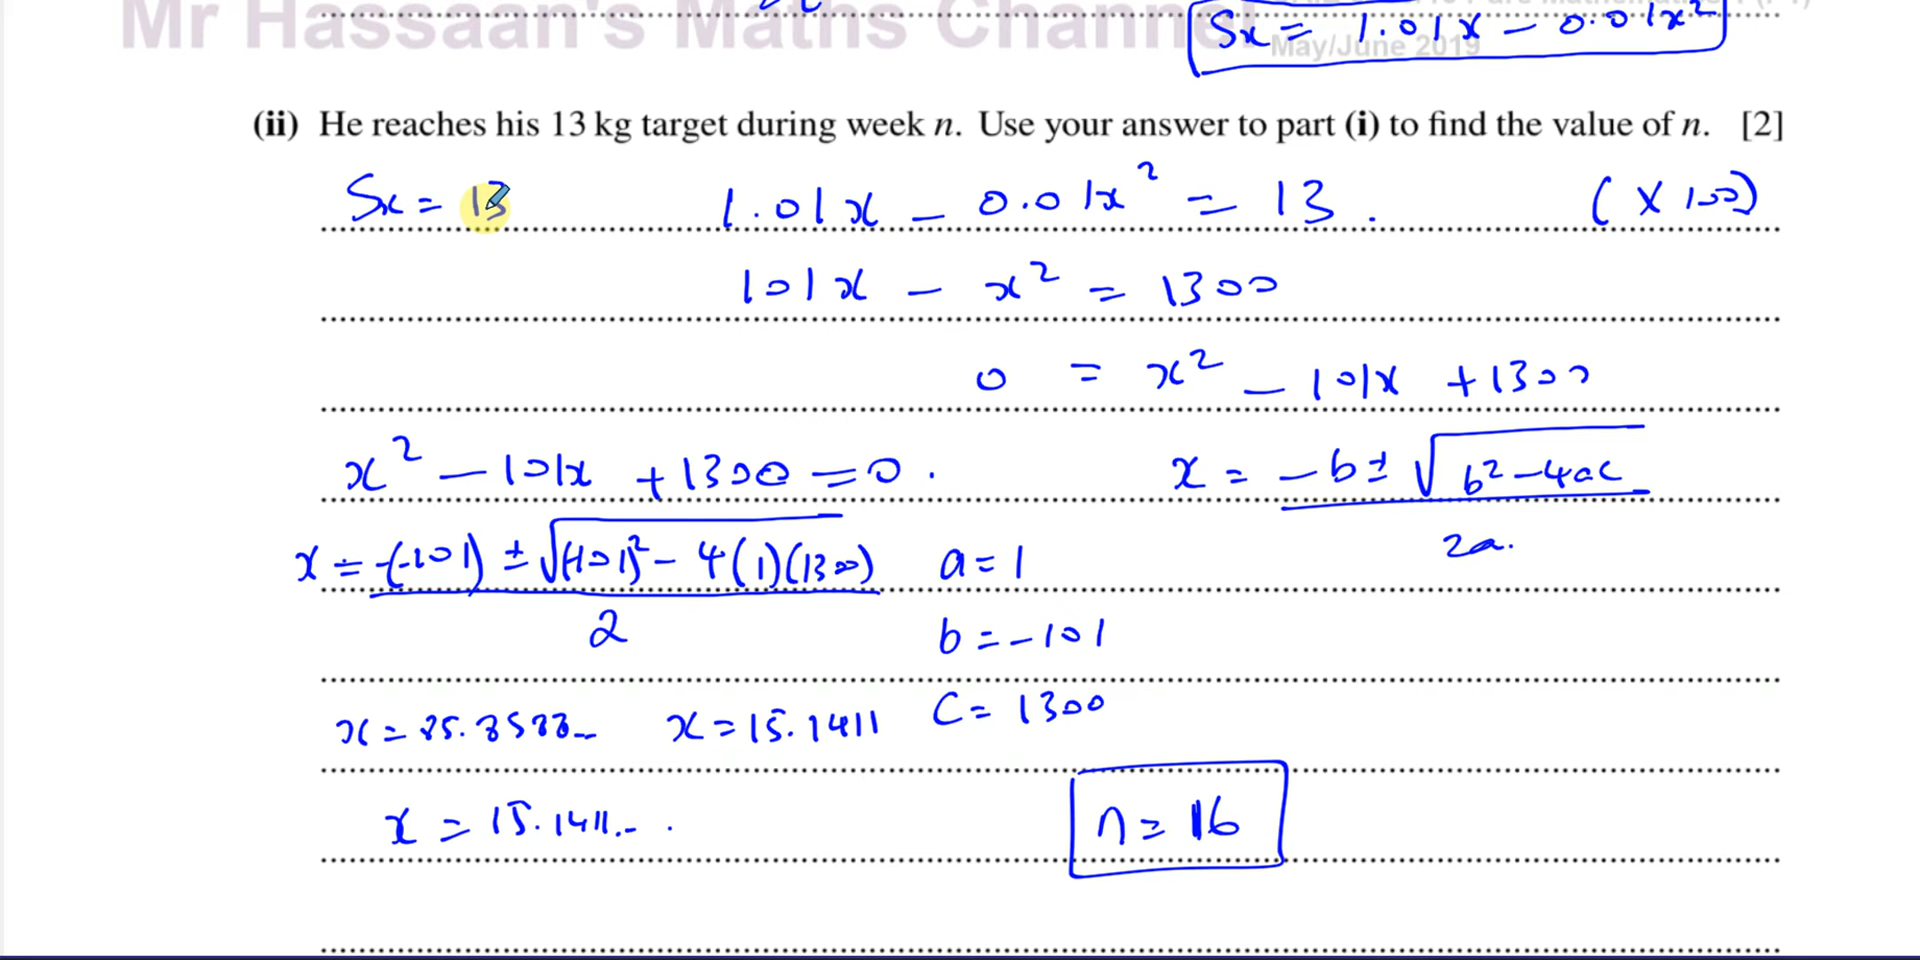 Mr Hassaan's Maths Channel
May/June 2019
Sx = 1.01x − 0.01x²
(ii) He reaches his 13 kg target during week n. Use your answer to part (i) to find the value of n. [2]
Sx = 13 1.01x − 0.01x² = 13. (× 100)
101x − x² = 1300
0 = x² − 101x + 1300
x² − 101x + 1300 = 0. x = −b ± √b² − 4ac
2a.
x = −(−101) ± √(−101)² − 4(1)(1300) a = 1
2 b = −101
x = 85.8588.. x = 15.1411 c = 1300
x = 15.1411... n = 16